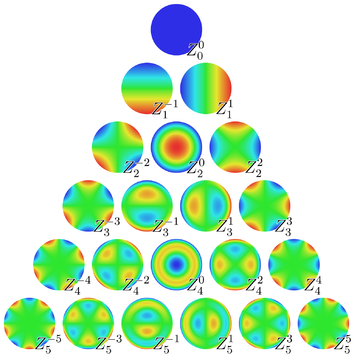 Z_0^0
Z_1^{-1} Z_1^1
Z_2^{-2} Z_2^0 Z_2^2
Z_3^{-3} Z_3^{-1} Z_3^1 Z_3^3
Z_4^{-4} Z_4^{-2} Z_4^0 Z_4^2 Z_4^4
Z_5^{-5} Z_5^{-3} Z_5^{-1} Z_5^1 Z_5^3 Z_5^5